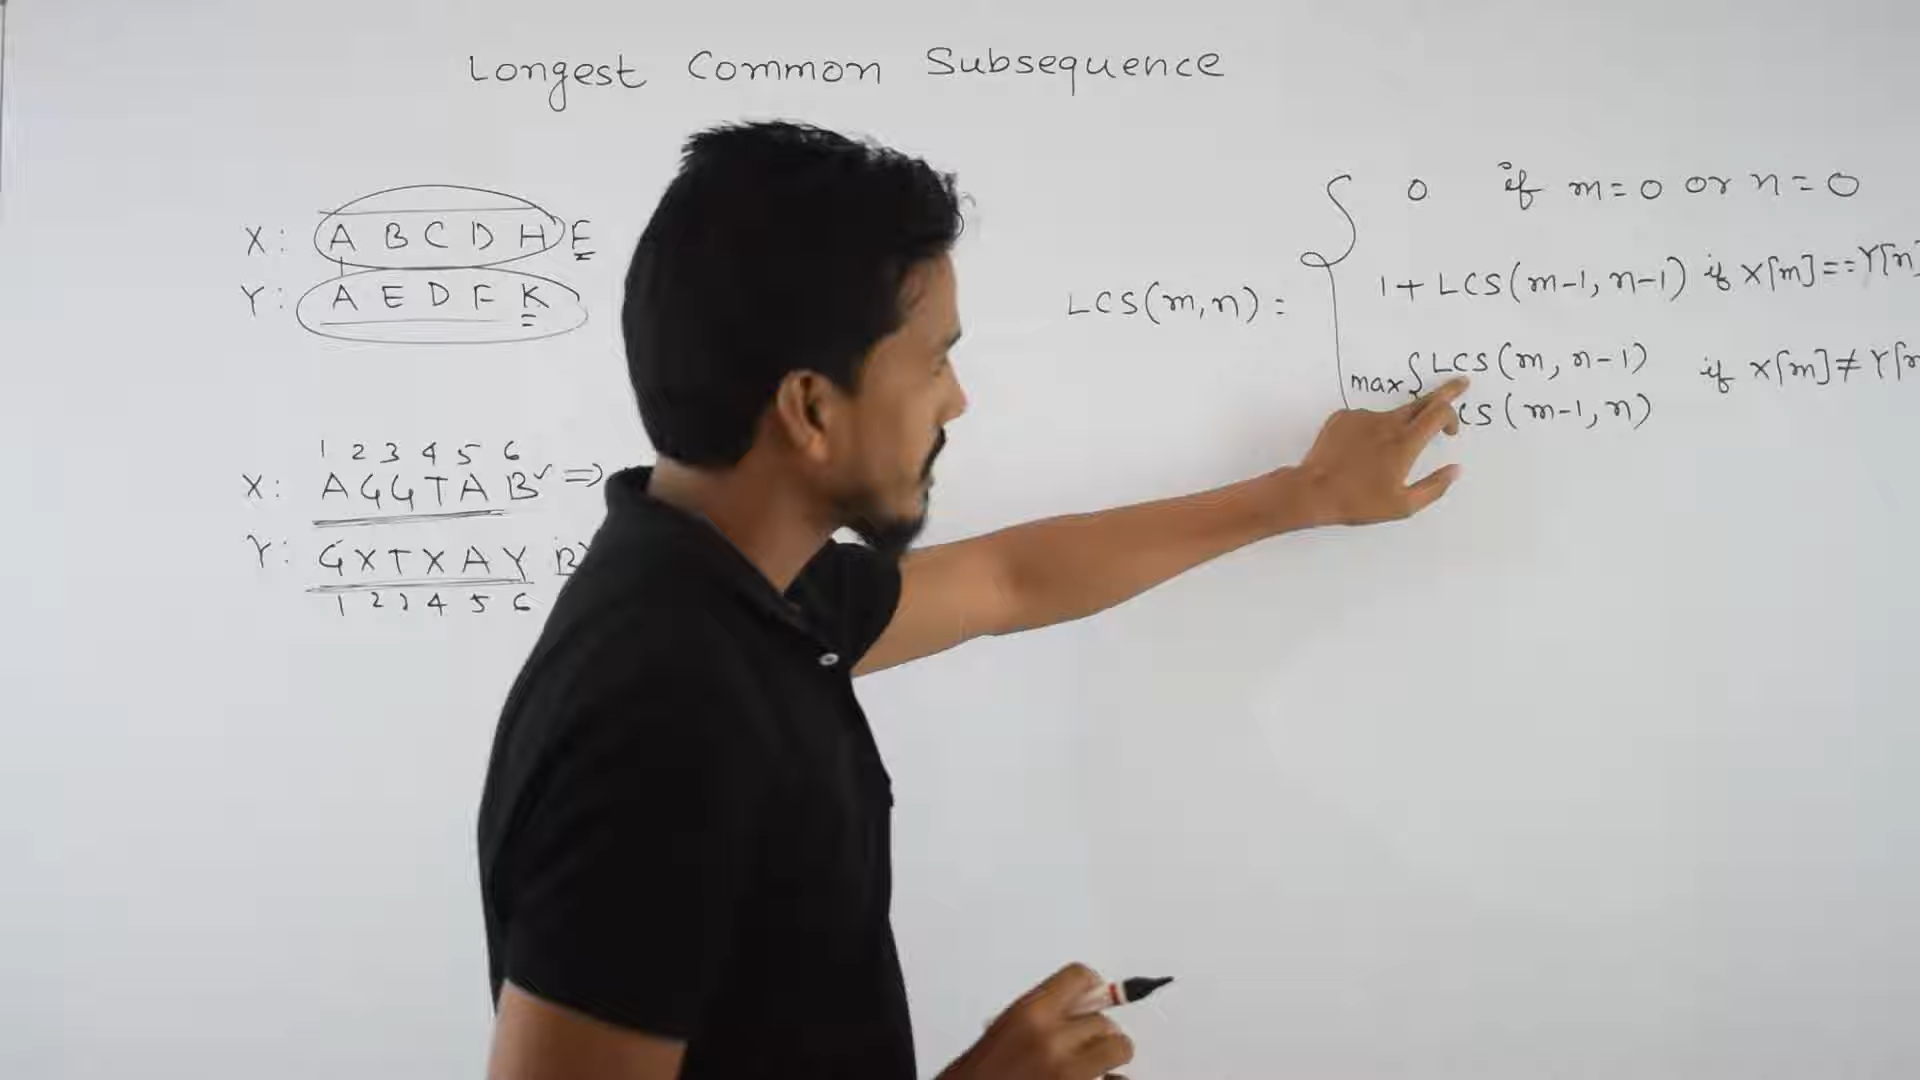 Longest Common Subsequence
X: A B C D H E
Y: A E D F K
1 2 3 4 5 6
X: A G G T A B ✓ ⇒
Y: G X T X A Y B
1 2 3 4 5 6
LCS(m,n) =
0 if m=0 or n=0
1+LCS(m-1, n-1) if X[m]==Y[n]
max { LCS(m, n-1) if X[m]≠Y[
CS(m-1, n)